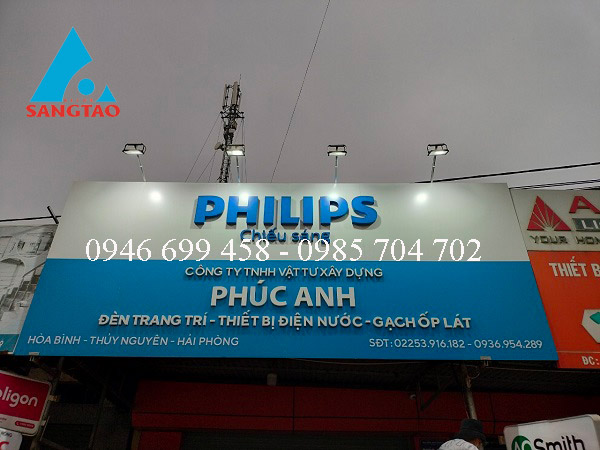 SANGTAO
PHILIPS
Chiếu sáng
0946 699 458 - 0985 704 702
CÔNG TY TNHH VẬT TƯ XÂY DỰNG
PHÚC ANH
ĐÈN TRANG TRÍ - THIẾT BỊ ĐIỆN NƯỚC - GẠCH ỐP LÁT
HÒA BÌNH - THỦY NGUYÊN - HẢI PHÒNG
SĐT: 02253.916.182 - 0936.954.289
YOUR HOM
THIẾT B
ĐC:
oligon
Smith